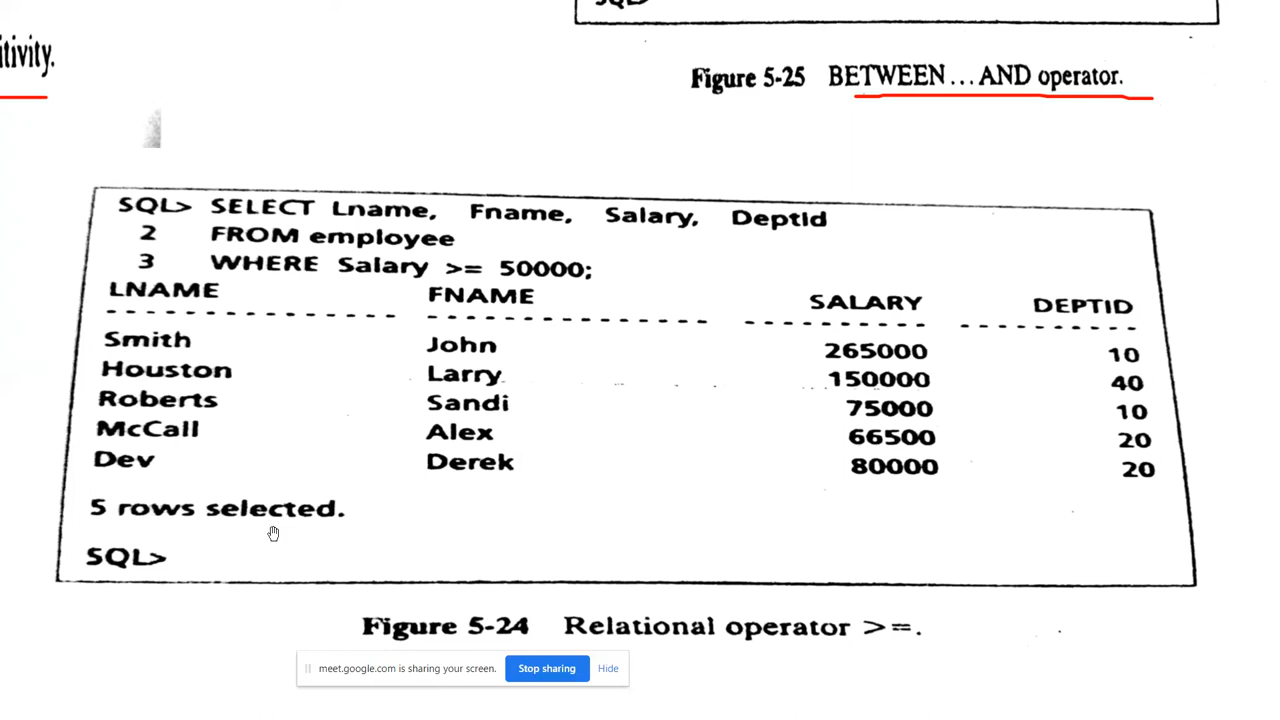 SQL>
itivity.
Figure 5-25 BETWEEN...AND operator.
SQL> SELECT Lname, Fname, Salary, DeptId
2 FROM employee
3 WHERE Salary >= 50000;
LNAME FNAME SALARY DEPTID
Smith John 265000 10
Houston Larry 150000 40
Roberts Sandi 75000 10
McCall Alex 66500 20
Dev Derek 80000 20
5 rows selected.
SQL>
Figure 5-24 Relational operator >=.
meet.google.com is sharing your screen. Stop sharing Hide